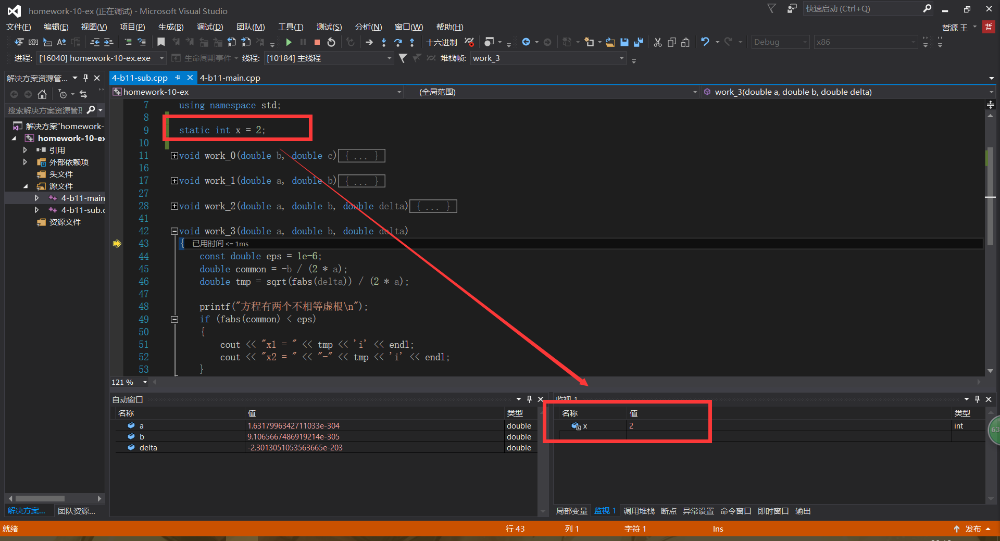 homework-10-ex (正在调试) - Microsoft Visual Studio
快速启动 (Ctrl+Q)
文件(F) 编辑(E) 视图(V) 项目(P) 生成(B) 调试(D) 团队(M) 工具(T) 测试(S) 分析(N) 窗口(W) 帮助(H)
哲源 王 哲
十六进制 Debug x86
进程: [16040] homework-10-ex.exe 生命周期事件 线程: [10184] 主线程 堆栈帧: work_3
解决方案资源管...
4-b11-sub.cpp 4-b11-main.cpp
homework-10-ex (全局范围) work_3(double a, double b, double delta)
搜索解决方案资源管理
解决方案"homework-
homework-10-ex
引用
外部依赖项
头文件
源文件
4-b11-main
4-b11-sub.c
资源文件
解决方案... 团队资源...
7 using namespace std;
8
9 static int x = 2;
10
11 void work_0(double b, double c){ ... }
16
17 void work_1(double a, double b){ ... }
27
28 void work_2(double a, double b, double delta){ ... }
41
42 void work_3(double a, double b, double delta)
43 { 已用时间 <= 1ms
44 const double eps = 1e-6;
45 double common = -b / (2 * a);
46 double tmp = sqrt(fabs(delta)) / (2 * a);
47
48 printf("方程有两个不相等虚根\n");
49 if (fabs(common) < eps)
50 {
51 cout << "x1 = " << tmp << 'i' << endl;
52 cout << "x2 = " << "-" << tmp << 'i' << endl;
53 }
121 %
自动窗口
名称 值 类型
a 1.6317996342711033e-304 double
b 9.1065667486919214e-305 double
delta -2.3013051053563665e-203 double
监视 1
名称 值 类型
x 2 int
63
局部变量 监视 1 调用堆栈 断点 异常设置 命令窗口 即时窗口 输出
就绪 行 43 列 1 字符 1 Ins 发布